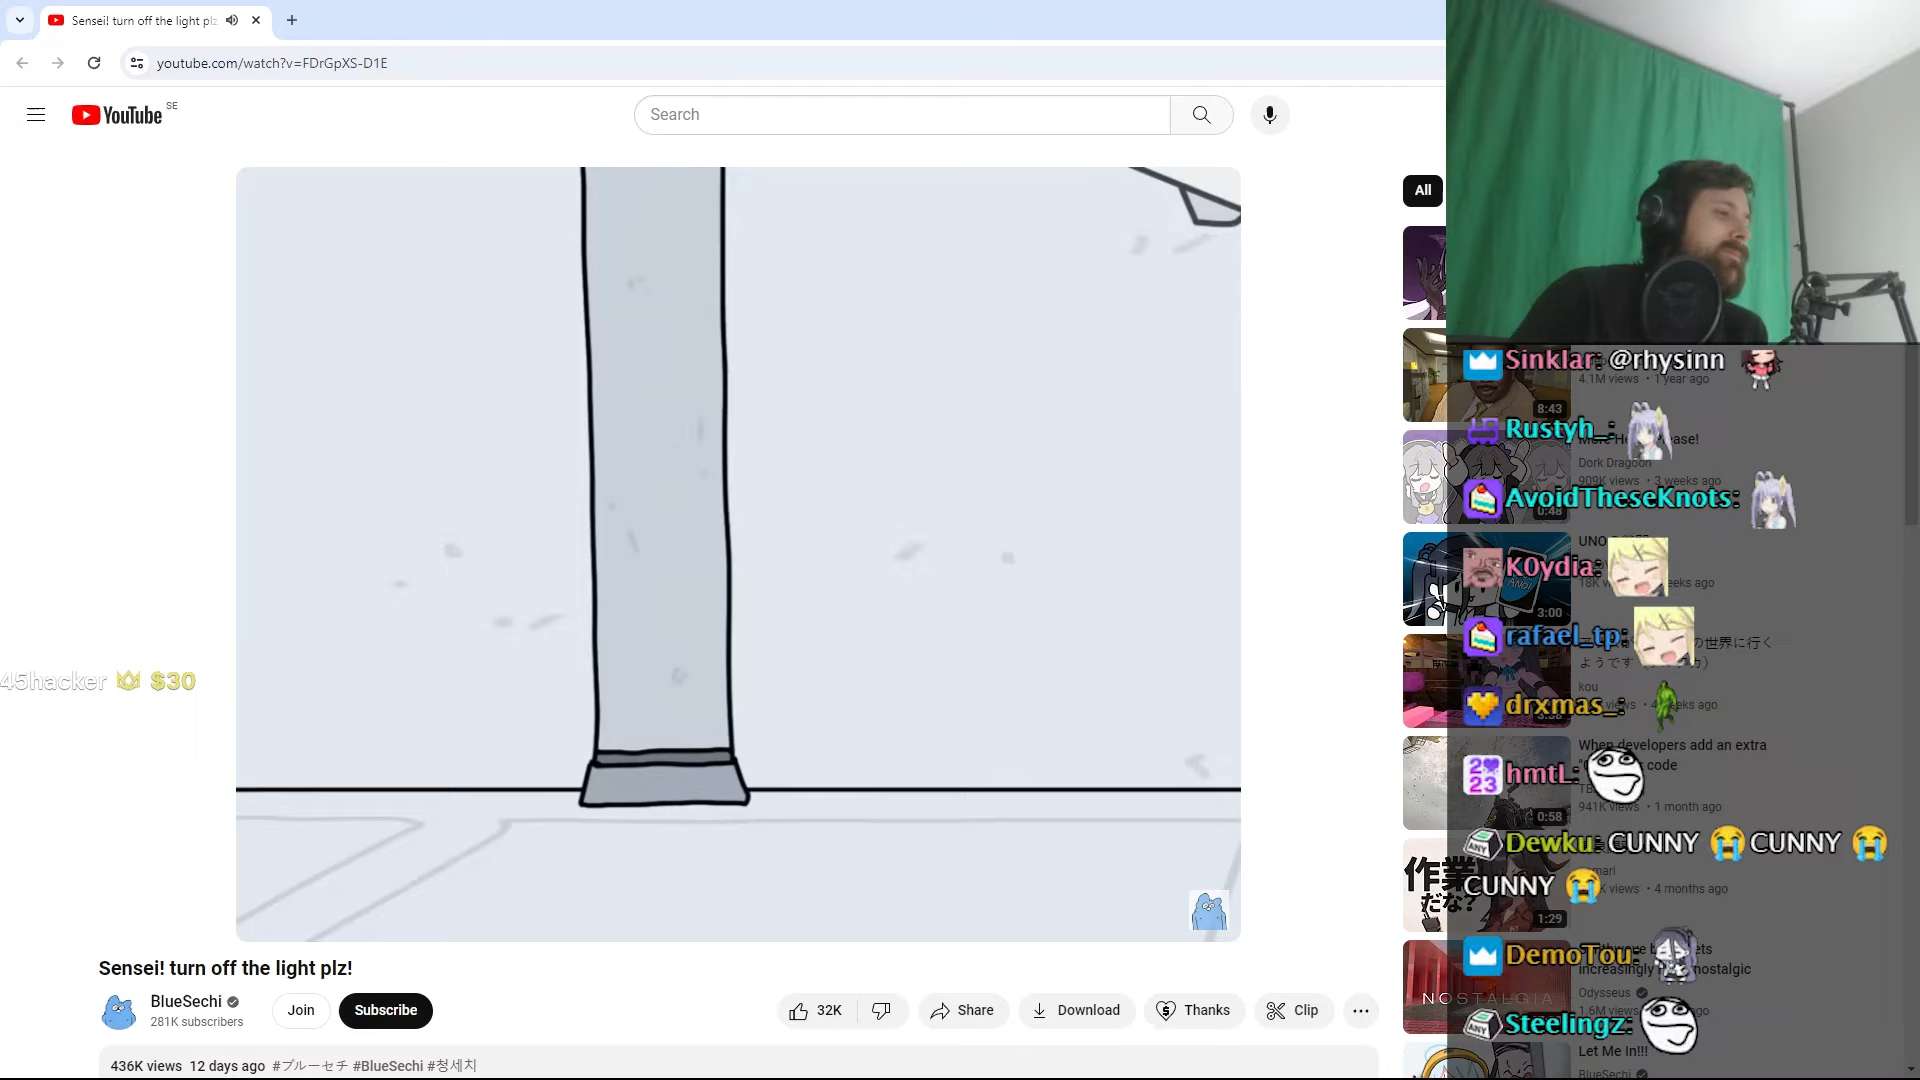 Sensei! turn off the light plz
youtube.com/watch?v=FDrGpXS-D1E
YouTube SE
Search
All
45hacker $30
Sensei! turn off the light plz!
BlueSechi
281K subscribers
Join
Subscribe
32K
Share
Download
Thanks
Clip
436K views 12 days ago #ブルーセチ #BlueSechi #청세치
4.1M views • 1 year ago
8:43
Dork Dragoon
909K views • 3 weeks ago
0:48
UNO
3:00
の世界に行く
ようです
kou
When developers add an extra
code
941K views • 1 month ago
0:58
作業
だな?
views • 4 months ago
1:29
increasingly nostalgic
NOSTALGIA
Odysseus
1.6M
Let Me In!!!
BlueSechi
Sinklar: @rhysinn
Rustyh_:
AvoidTheseKnots:
K0ydia:
rafael_tp:
drxmas_:
hmtL:
Dewku: CUNNY 😭 CUNNY 😭
CUNNY 😭
DemoTou:
Steelingz: